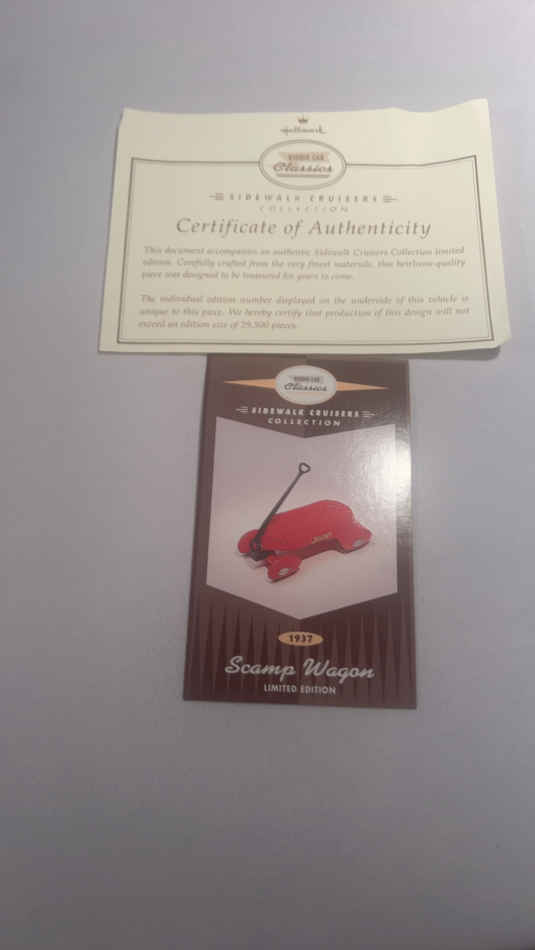 Hallmark
KIDDIE CAR
Classics
SIDEWALK CRUISERS
COLLECTION
Certificate of Authenticity
This document accompanies an authentic Sidewalk Cruisers Collection limited
edition. Carefully crafted from the very finest materials, this heirloom-quality
piece was designed to be treasured for years to come.
The individual edition number displayed on the underside of this vehicle is
unique to this piece. We hereby certify that production of this design will not
exceed an edition size of 29,500 pieces.
KIDDIE CAR
Classics
SIDEWALK CRUISERS
COLLECTION
1937
Scamp Wagon
LIMITED EDITION